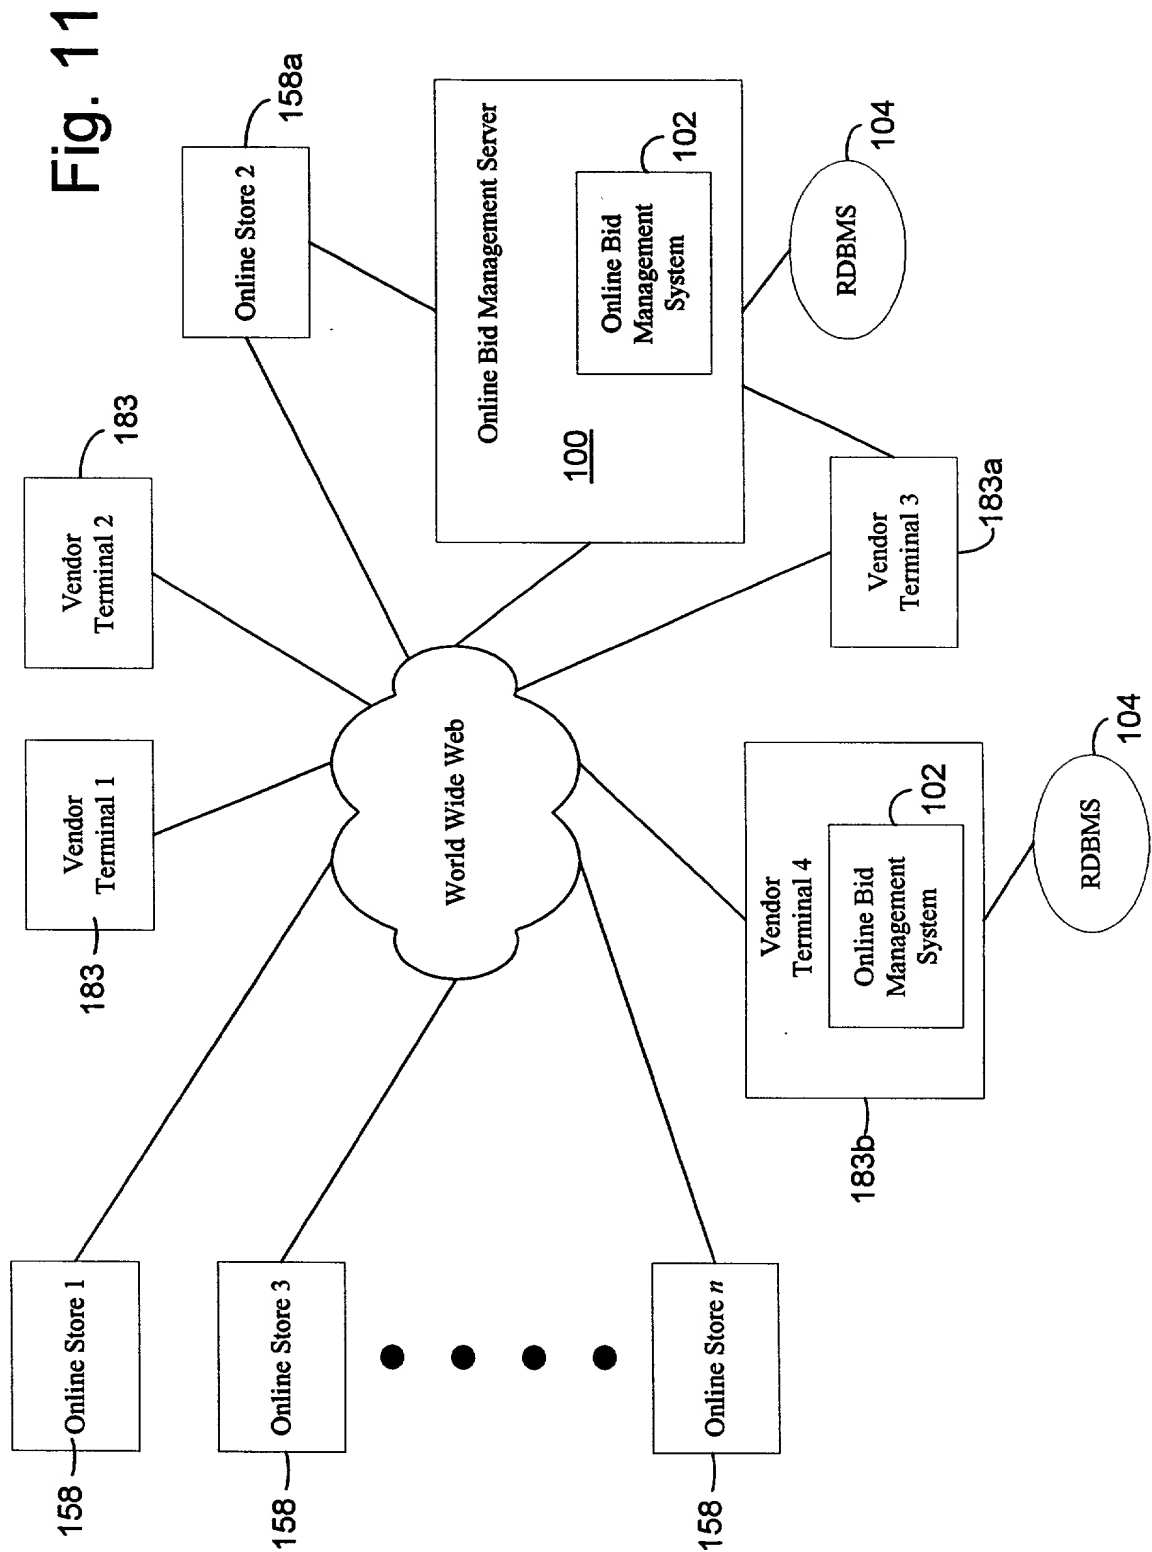 Fig. 11
Online Store 1
158
Vendor
Terminal 1
183
Vendor
Terminal 2
183
Online Store 2
158a
Online Store 3
158
World Wide Web
Online Bid Management Server
100
Online Bid
Management
System
102
RDBMS
104
Online Store n
158
Vendor
Terminal 4
183b
Online Bid
Management
System
102
RDBMS
104
Vendor
Terminal 3
183a